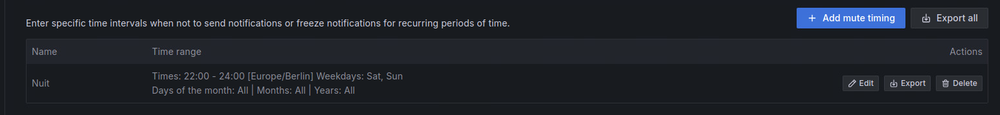 Enter specific time intervals when not to send notifications or freeze notifications for recurring periods of time.
+ Add mute timing
Export all
Name Time range Actions
Times: 22:00 - 24:00 [Europe/Berlin] Weekdays: Sat, Sun
Nuit
Days of the month: All | Months: All | Years: All
Edit Export Delete